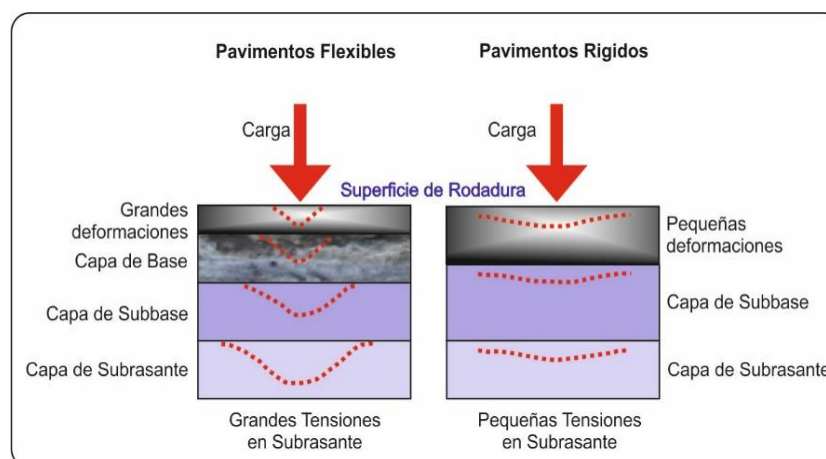 Pavimentos Flexibles
Pavimentos Rigidos
Carga
Carga
Superficie de Rodadura
Grandes
deformaciones
Capa de Base
Capa de Subbase
Capa de Subrasante
Pequeñas
deformaciones
Capa de Subbase
Capa de Subrasante
Grandes Tensiones
en Subrasante
Pequeñas Tensiones
en Subrasante